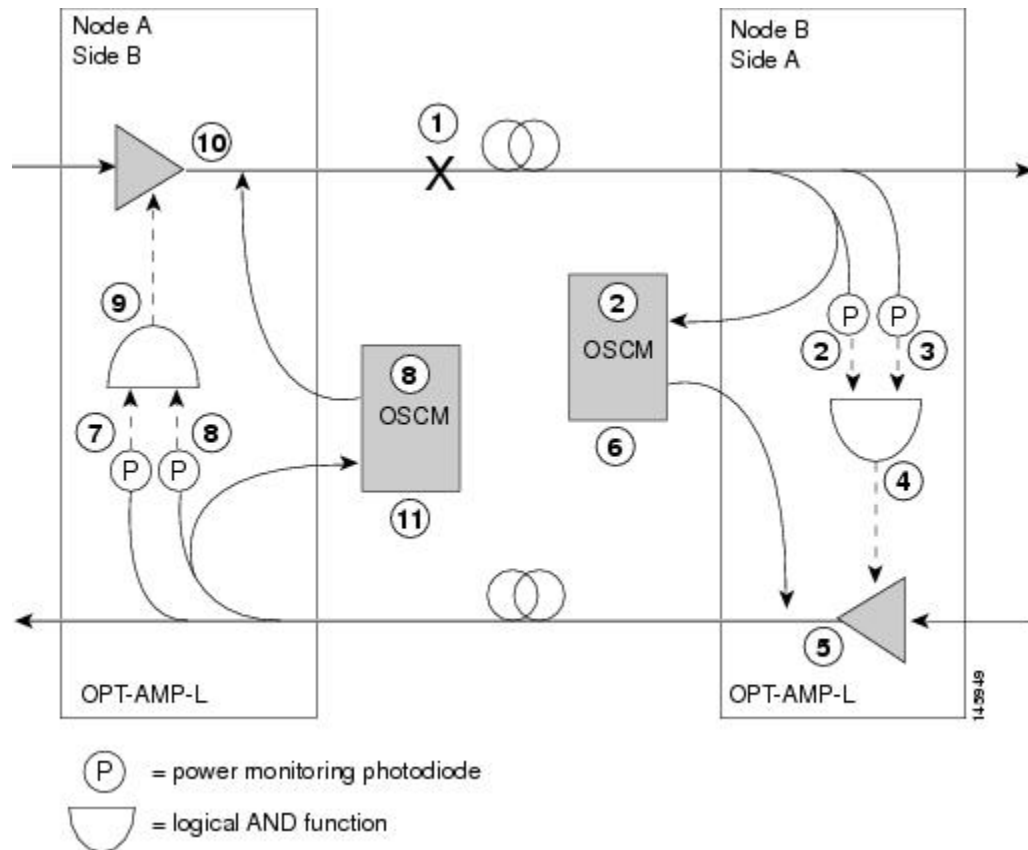 Node A
Side B
Node B
Side A
1
10
9
2
OSCM
8
OSCM
P
P
2
3
7
8
P
P
6
4
11
5
OPT-AMP-L
OPT-AMP-L
145949
P = power monitoring photodiode
= logical AND function